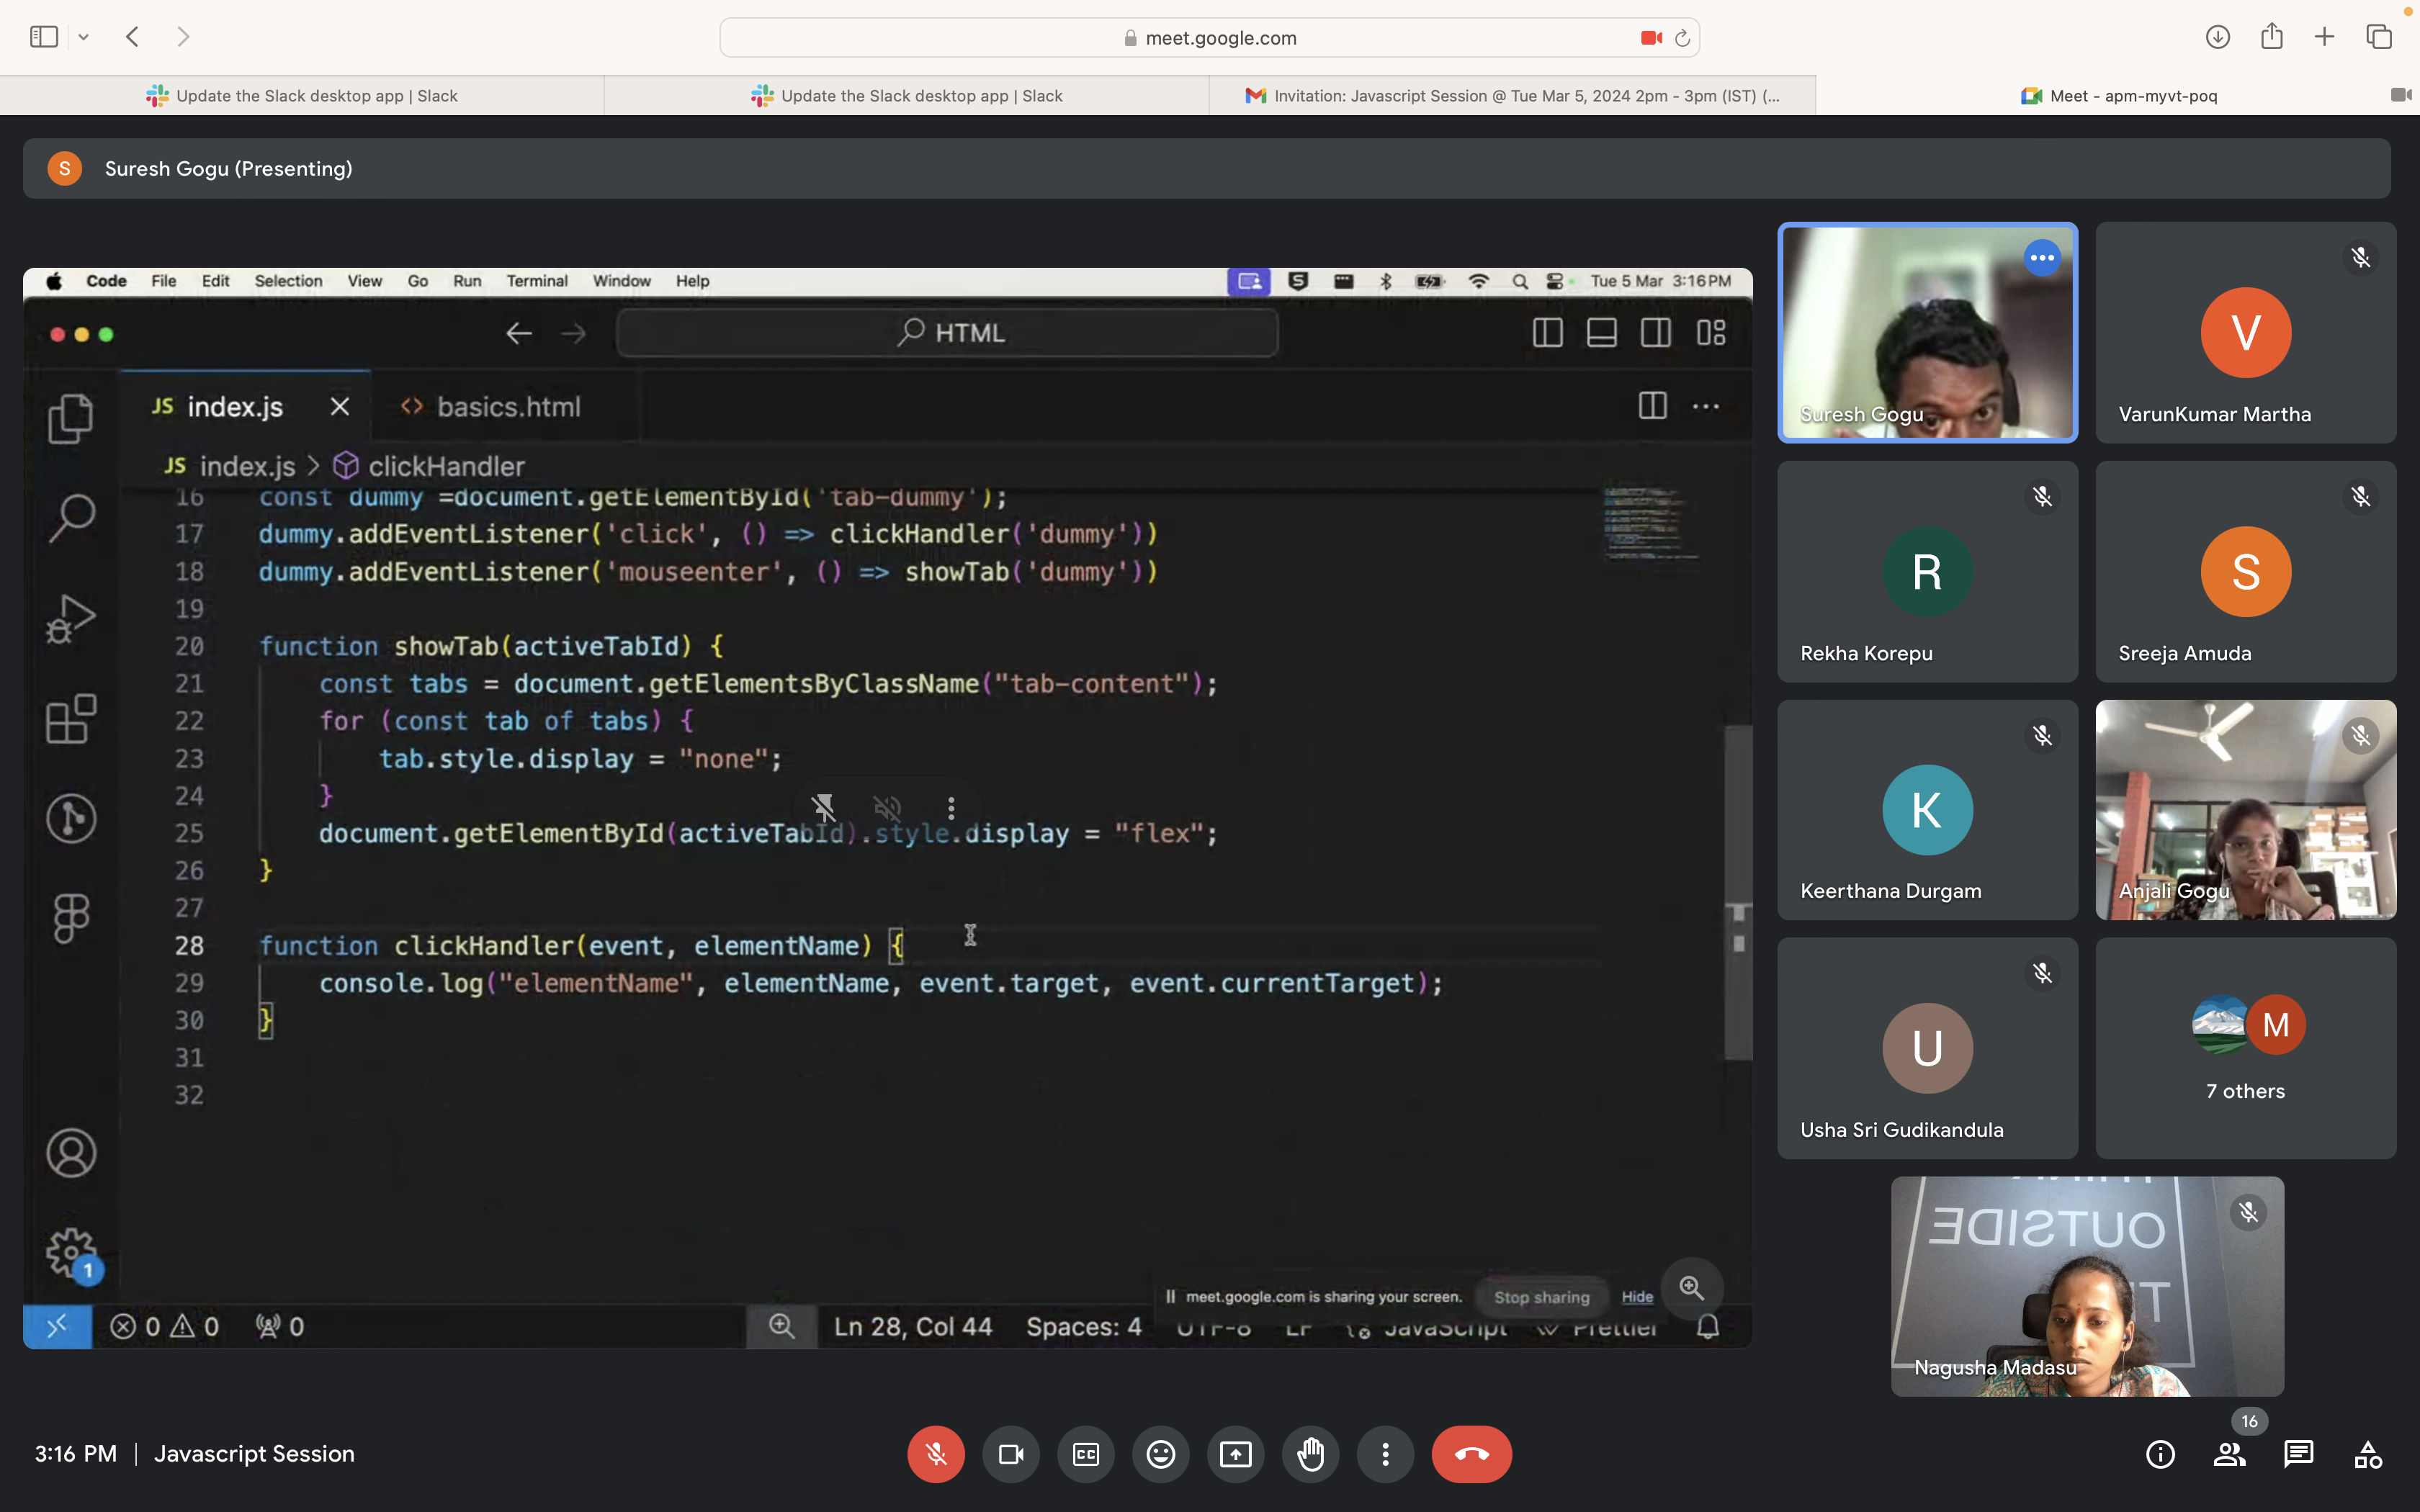 meet.google.com
Update the Slack desktop app | Slack
Update the Slack desktop app | Slack
Invitation: Javascript Session @ Tue Mar 5, 2024 2pm - 3pm (IST) (...
Meet - apm-myvt-poq
S
Suresh Gogu (Presenting)
Code File Edit Selection View Go Run Terminal Window Help
Tue 5 Mar 3:16 PM
HTML
JS index.js
<> basics.html
JS index.js > clickHandler
16 const dummy =document.getElementById('tab-dummy');
17 dummy.addEventListener('click', () => clickHandler('dummy'))
18 dummy.addEventListener('mouseenter', () => showTab('dummy'))
19
20 function showTab(activeTabId) {
21 const tabs = document.getElementsByClassName("tab-content");
22 for (const tab of tabs) {
23 tab.style.display = "none";
24 }
25 document.getElementById(activeTabId).style.display = "flex";
26 }
27
28 function clickHandler(event, elementName) {
29 console.log("elementName", elementName, event.target, event.currentTarget);
30 }
31
32
1
meet.google.com is sharing your screen. Stop sharing Hide
0 0 0
Ln 28, Col 44 Spaces: 4 UTF-8 LF JavaScript Prettier
Suresh Gogu
V
VarunKumar Martha
R
Rekha Korepu
S
Sreeja Amuda
K
Keerthana Durgam
Anjali Gogu
U
Usha Sri Gudikandula
M
7 others
OUTSIDE
Nagusha Madasu
3:16 PM | Javascript Session
CC
16